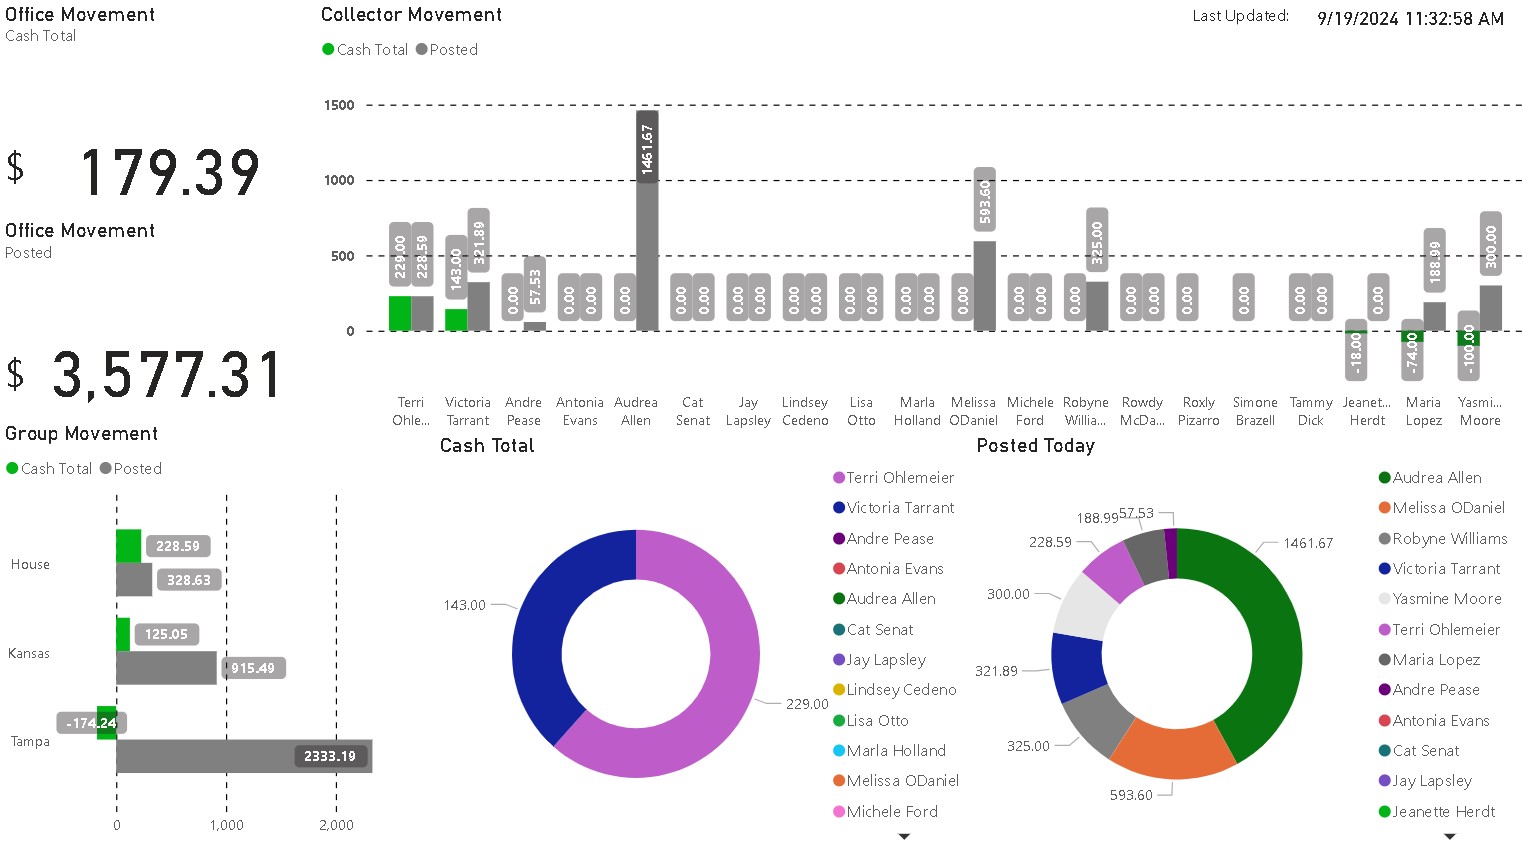 Office Movement
Cash Total
$ 179.39
Office Movement
Posted
$ 3,577.31
Collector Movement
Cash Total Posted
Last Updated: 9/19/2024 11:32:58 AM
1500
1000
500
0
229.00 228.59 143.00 321.89 0.00 57.53 0.00 0.00 0.00 1461.67 0.00 0.00 0.00 0.00 0.00 0.00 0.00 0.00 0.00 0.00 0.00 593.60 0.00 0.00 0.00 325.00 0.00 0.00 0.00 0.00 0.00 0.00 -18.00 0.00 -74.00 188.99 -100.00 300.00
Terri Victoria Andre Antonia Audrea Cat Jay Lindsey Lisa Marla Melissa Michele Robyne Rowdy Roxly Simone Tammy Jeanet... Maria Yasmi...
Ohle... Tarrant Pease Evans Allen Senat Lapsley Cedeno Otto Holland ODaniel Ford Willia... McDa... Pizarro Brazell Dick Herdt Lopez Moore
Group Movement
Cash Total Posted
House
228.59
328.63
Kansas
125.05
915.49
Tampa
-174.24
2333.19
0 1,000 2,000
Cash Total
143.00
229.00
Terri Ohlemeier
Victoria Tarrant
Andre Pease
Antonia Evans
Audrea Allen
Cat Senat
Jay Lapsley
Lindsey Cedeno
Lisa Otto
Marla Holland
Melissa ODaniel
Michele Ford
Posted Today
188.99 57.53
228.59
1461.67
300.00
321.89
325.00
593.60
Audrea Allen
Melissa ODaniel
Robyne Williams
Victoria Tarrant
Yasmine Moore
Terri Ohlemeier
Maria Lopez
Andre Pease
Antonia Evans
Cat Senat
Jay Lapsley
Jeanette Herdt